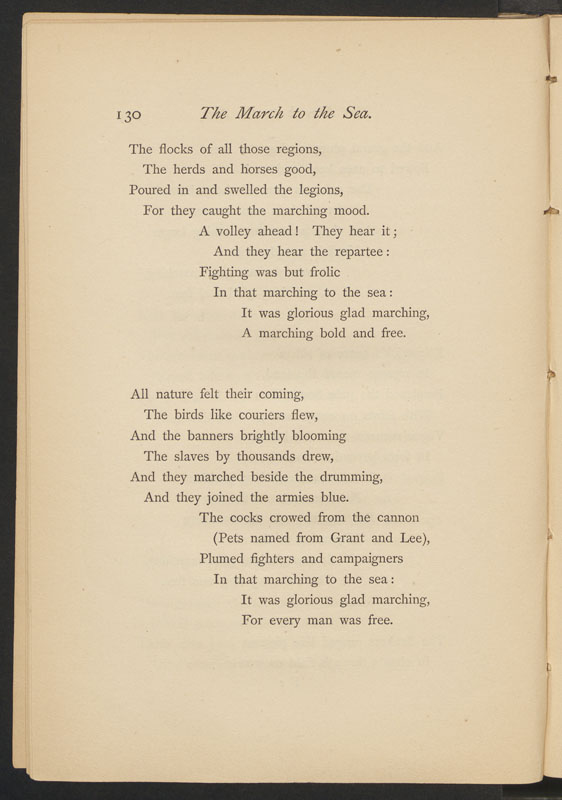 130 The March to the Sea.
The flocks of all those regions,
The herds and horses good,
Poured in and swelled the legions,
For they caught the marching mood.
A volley ahead! They hear it;
And they hear the repartee:
Fighting was but frolic
In that marching to the sea:
It was glorious glad marching,
A marching bold and free.
All nature felt their coming,
The birds like couriers flew,
And the banners brightly blooming
The slaves by thousands drew,
And they marched beside the drumming,
And they joined the armies blue.
The cocks crowed from the cannon
(Pets named from Grant and Lee),
Plumed fighters and campaigners
In that marching to the sea:
It was glorious glad marching,
For every man was free.